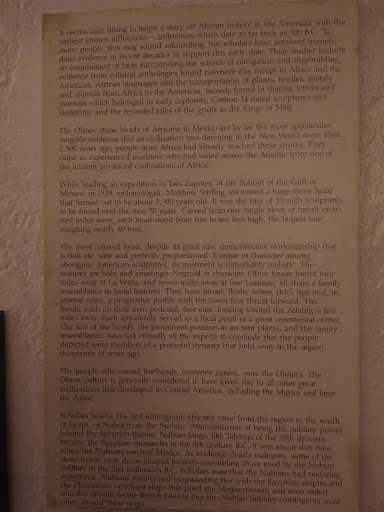 It seems only fitting to begin a story on African history in the Americas with the
earliest known influences — influences which date as far back as 900 B.C. To
many people, this may sound astounding, but scholars have amassed tremen-
dous evidence in recent decades to support this early date. Their studies include
an examination of facts surrounding the science of navigation and shipbuilding,
evidence from cultural anthologies found nowhere else except in Africa and the
Americas, African languages and the transportation of plants, textiles, metals
and animals from Africa to the Americas, records found in diaries, letters and
journals which belonged to early explorers, Carbon-14 dated sculptures and
skeletons, and the recorded tales of the griots to the Kings of Mali.
The Olmec stone heads of Africans in Mexico are by far the most spectacular
tangible evidence that as civilization was dawning in the New World more than
2,500 years ago, people from Africa had already reached these shores. They
came as experienced mariners who had sailed across the Atlantic from one of
the ancient advanced civilizations of Africa.
While leading an expedition in Tres Zapotes, at the bottom of the Gulf of
Mexico, in 1939, archaeologist, Matthew Stirling, excavated a huge stone head
that turned out to be about 2,500 years old. It was the first of 15 such sculptures
to be found over the next 50 years. Carved from one single block of basalt quar-
ried miles away, each head stood from five to ten feet high, the largest one
weighing nearly 40 tons.
The most colossal head, despite its great size, demonstrates workmanship that
is delicate, sure and perfectly proportioned. Unique in character among
aboriginal American sculptures, its treatment is remarkably realistic. The
features are bold and amazingly Negroid in character. Other heads found four
miles away at La Venta, and seven miles away at San Lorenzo, all share a family
resemblance in facial features. They have broad, fleshy noses, thick lips and, in
several cases, a prognathic profile with the lower face thrust forward. The
heads, each on their own pedestal, face east, looking toward the Atlantic a few
miles away. Each apparently served as a focal point of a great ceremonial center.
The size of the heads, the prominent position in ancient plazas, and the family
resemblance, have led virtually all the experts to conclude that the people
depicted were members of a powerful dynasty that held sway in the region
thousands of years ago.
The people who carved the heads, everyone agrees, were the Olmecs. The
Olmec culture is generally considered to have given rise to all other great
civilizations that developed in Central America, including the Mayan and later
the Aztec.
Scholars believe the first emmigrant Africans came from the region to the south
of Egypt, or Nubia (now the Sudan). After centuries of being the military power
behind the Egyptian throne, Nubian kings, like Taharqa of the 25th dynasty,
became the Egyptian monarchs in the 8th century B.C. It was about that time
when the Nubians reached Mexico. As evidence clearly indicates, some of the
stone heads wear dome-shaped helmets resembling those used by the Nubian
military in the first millennium B.C. Scholars note that the Nubians had seafaring
experience. Nubians maintained longstanding ties with the Egyptian empire and
the Phoenician merchant ships that plied the Mediterranean and even sailed
into the Atlantic to the British Isles to buy tin. Nubian military contingents went
often aboard these ships.